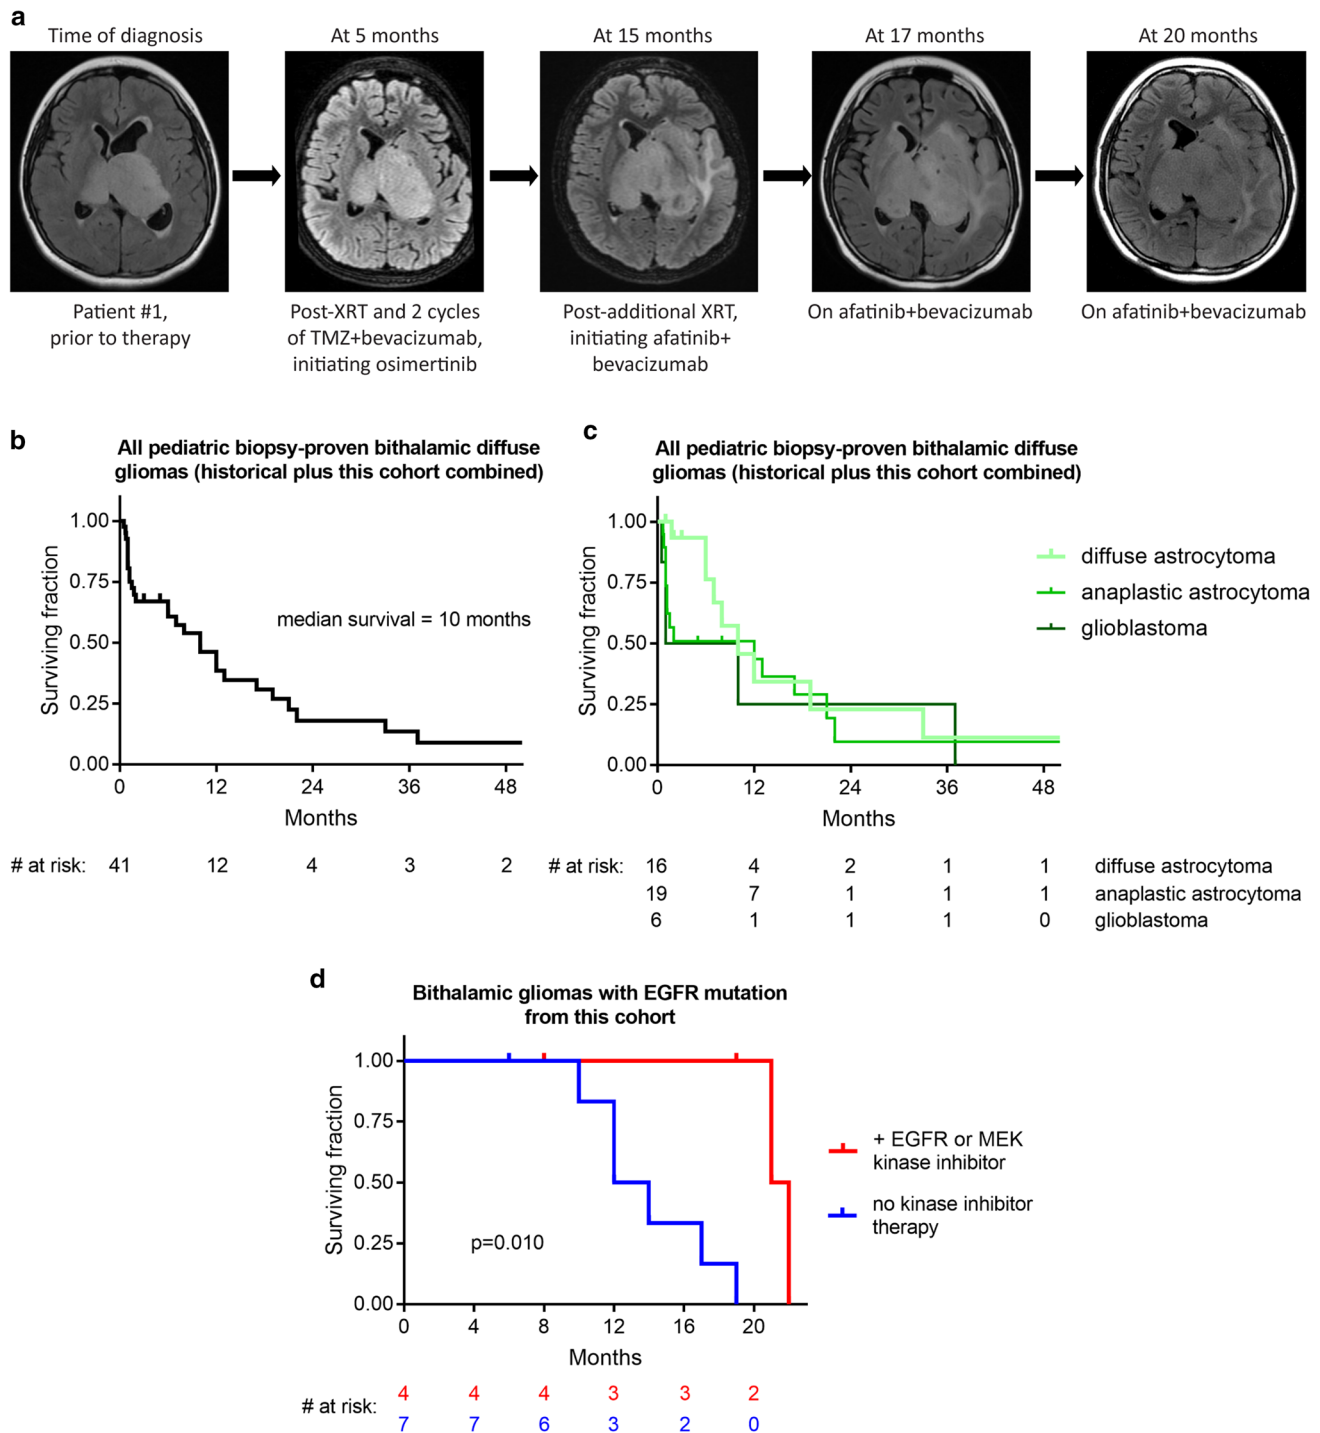 a
Time of diagnosis
At 5 months
At 15 months
At 17 months
At 20 months
Patient #1,
prior to therapy
Post-XRT and 2 cycles
of TMZ+bevacizumab,
initiating osimertinib
Post-additional XRT,
initiating afatinib+
bevacizumab
On afatinib+bevacizumab
On afatinib+bevacizumab
b
All pediatric biopsy-proven bithalamic diffuse
gliomas (historical plus this cohort combined)
Surviving fraction
1.00
0.75
0.50
0.25
0.00
median survival = 10 months
0 12 24 36 48
Months
# at risk: 41 12 4 3 2
c
All pediatric biopsy-proven bithalamic diffuse
gliomas (historical plus this cohort combined)
Surviving fraction
1.00
0.75
0.50
0.25
0.00
diffuse astrocytoma
anaplastic astrocytoma
glioblastoma
0 12 24 36 48
Months
# at risk: 16 4 2 1 1 diffuse astrocytoma
19 7 1 1 1 anaplastic astrocytoma
6 1 1 1 0 glioblastoma
d
Bithalamic gliomas with EGFR mutation
from this cohort
Surviving fraction
1.00
0.75
0.50
0.25
0.00
p=0.010
+ EGFR or MEK
kinase inhibitor
no kinase inhibitor
therapy
0 4 8 12 16 20
Months
# at risk:
4 4 4 3 3 2
7 7 6 3 2 0